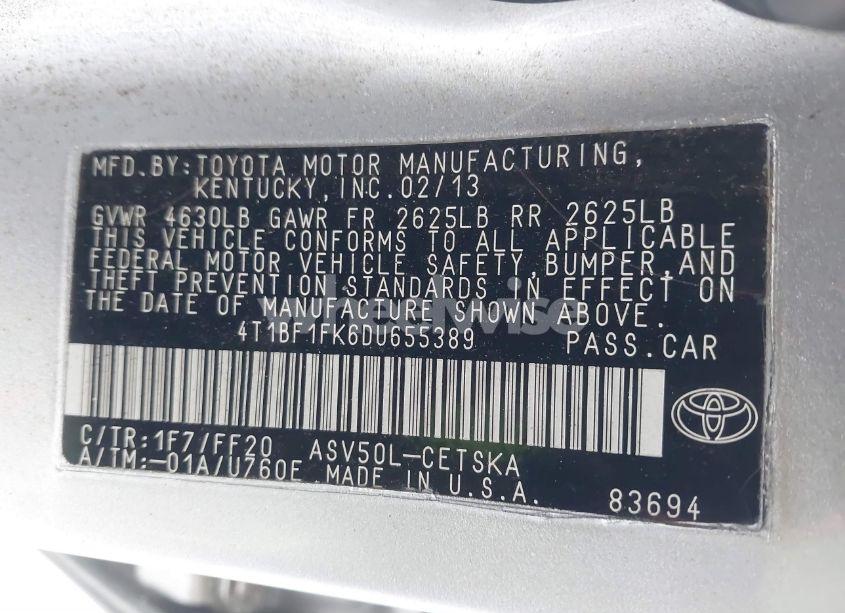 MFD.BY:TOYOTA MOTOR MANUFACTURING,
KENTUCKY,INC.02/13
GVWR 4630LB GAWR FR 2625LB RR 2625LB
THIS VEHICLE CONFORMS TO ALL APPLICABLE
FEDERAL MOTOR VEHICLE SAFETY,BUMPER,AND
THEFT PREVENTION STANDARDS IN EFFECT ON
THE DATE OF MANUFACTURE SHOWN ABOVE.
4T1BF1FK6DU655389 PASS.CAR
C/TR:1F7/FF20 ASV50L-CETSKA
A/TM:-01A/U760E MADE IN U.S.A.
83694